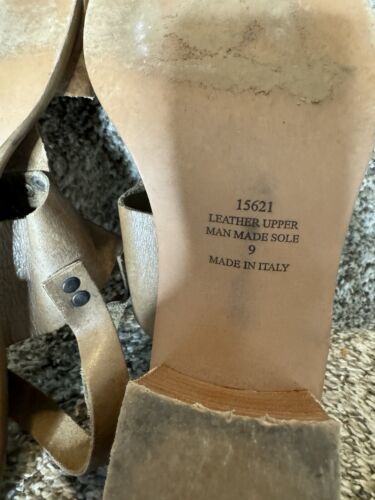 15621
LEATHER UPPER
MAN MADE SOLE
9
MADE IN ITALY